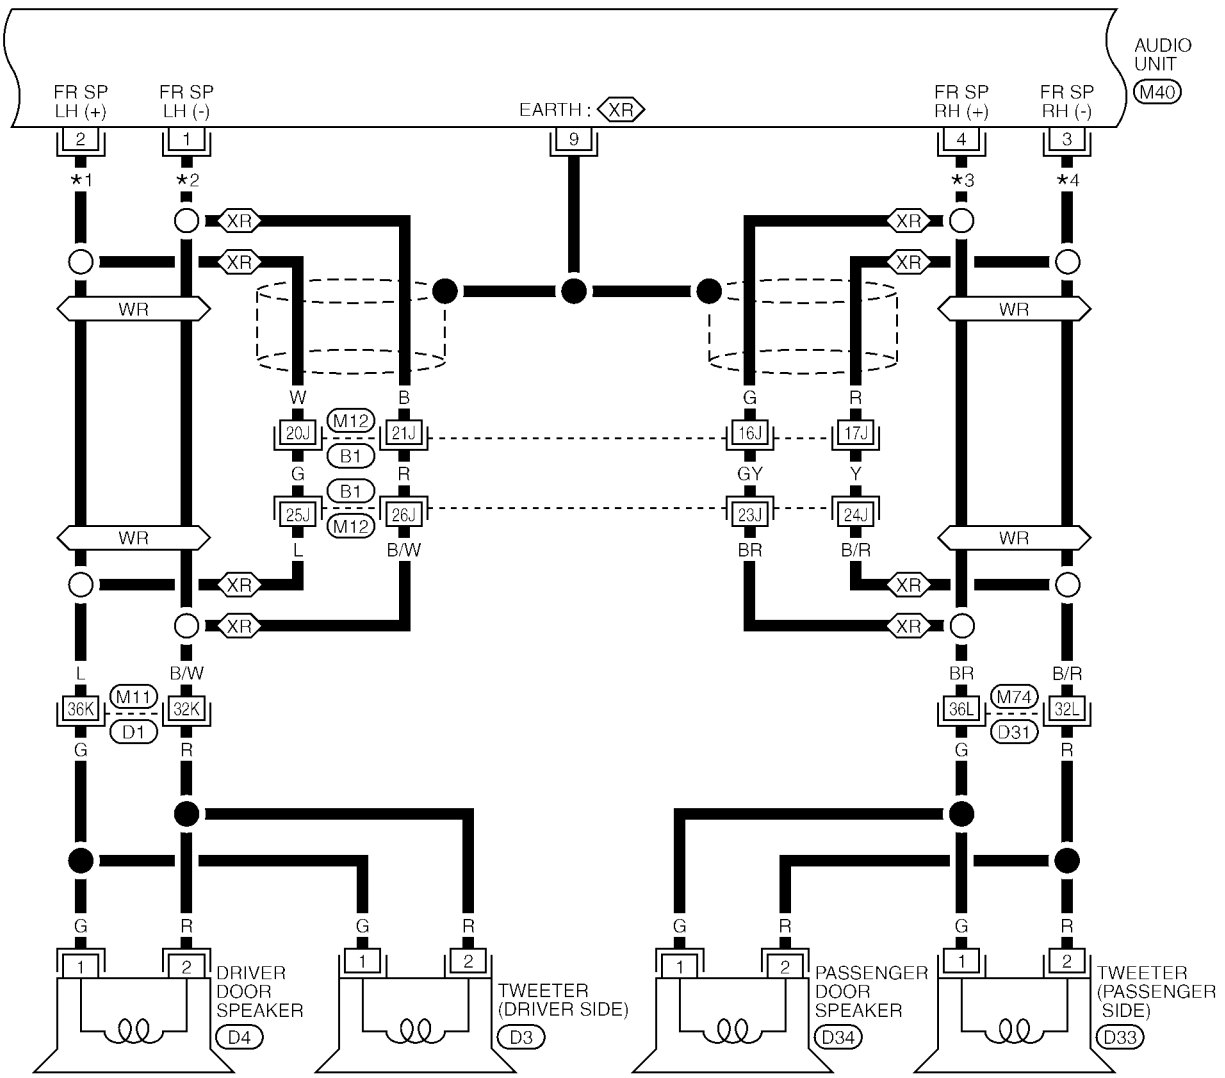 AUDIO
UNIT
M40
FR SP
LH (+)
FR SP
LH (-)
EARTH : XR
FR SP
RH (+)
FR SP
RH (-)
2
1
9
4
3
*1
*2
*3
*4
XR
XR
XR
XR
WR
WR
W
B
G
R
20J
M12
21J
16J
17J
B1
G
R
GY
Y
25J
B1
26J
23J
24J
M12
L
B/W
BR
B/R
WR
WR
XR
XR
XR
XR
L
B/W
BR
B/R
36K
M11
32K
36L
M74
32L
D1
D31
G
R
G
R
G
R
G
R
G
R
G
R
1
2
1
2
1
2
1
2
DRIVER
DOOR
SPEAKER
D4
TWEETER
(DRIVER SIDE)
D3
PASSENGER
DOOR
SPEAKER
D34
TWEETER
(PASSENGER
SIDE)
D33